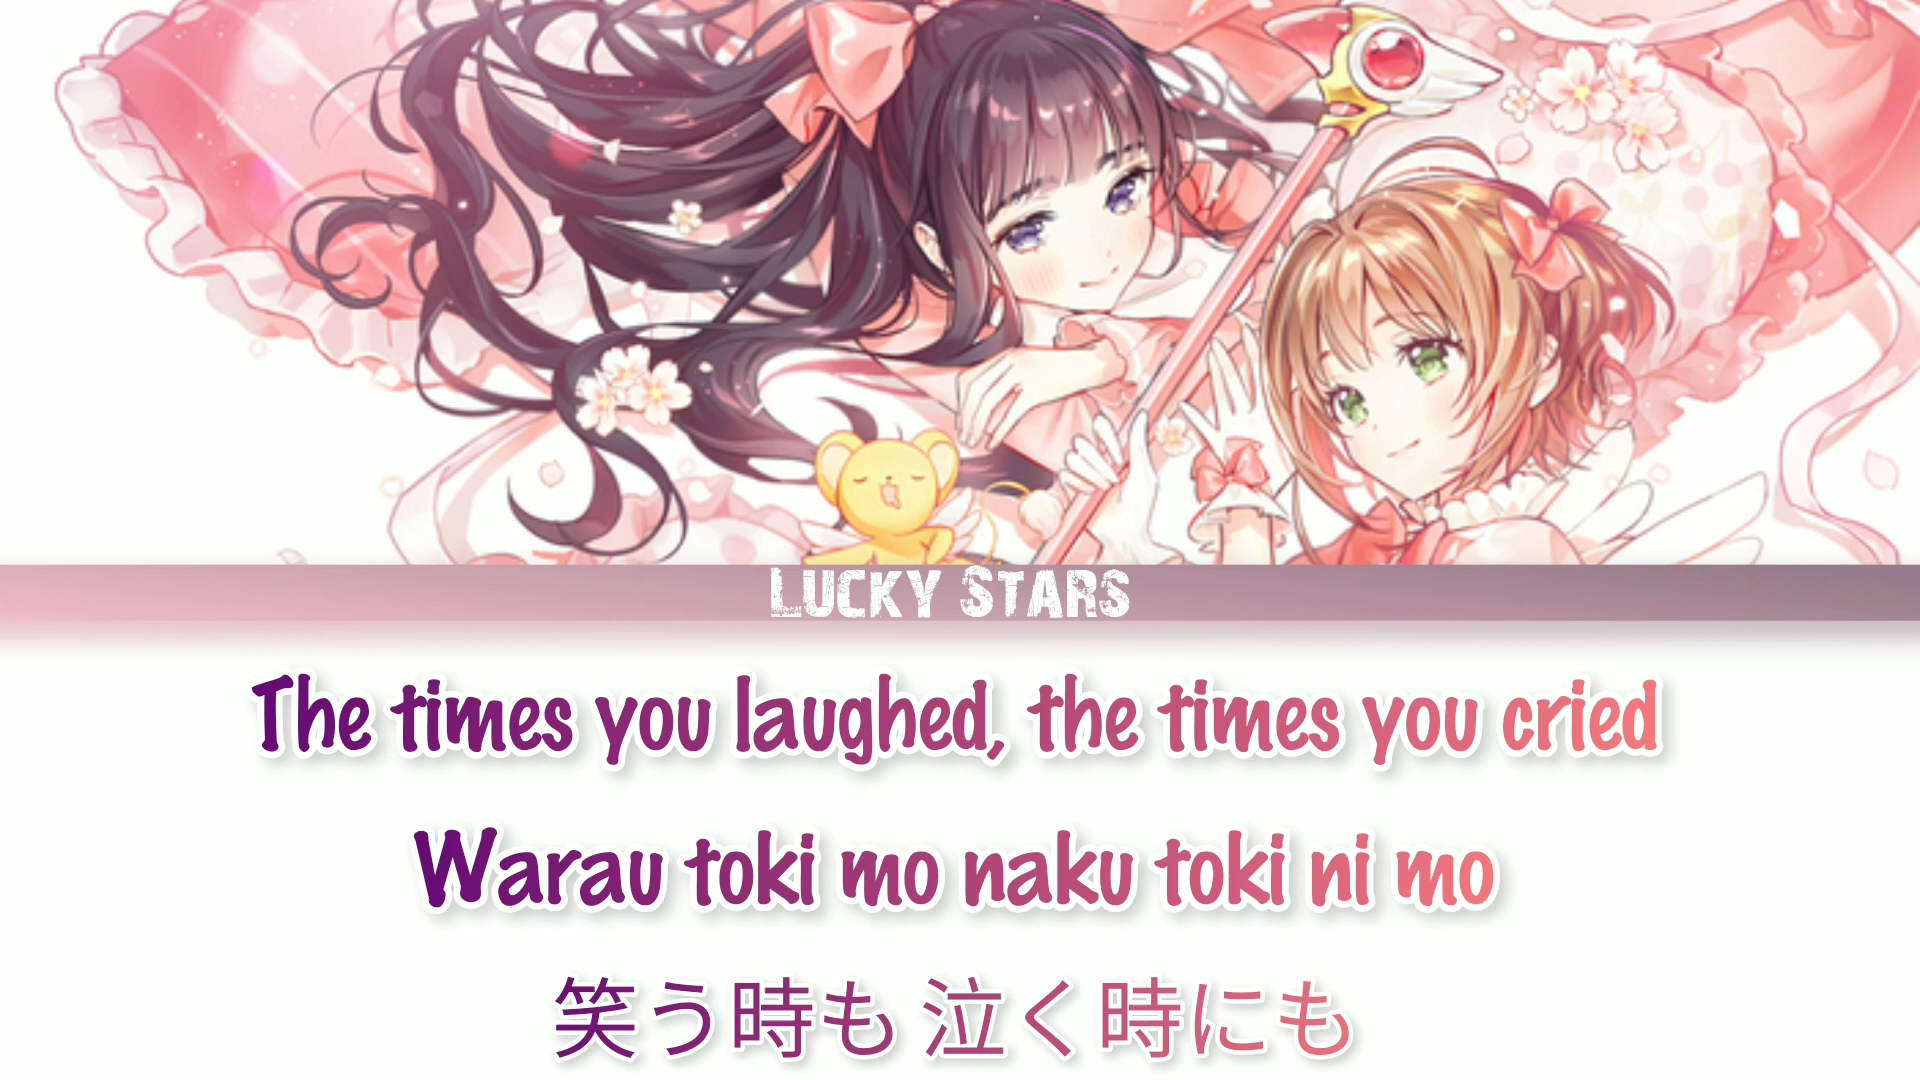 Lucky Stars
The times you laughed, the times you cried
Warau toki mo naku toki ni mo
笑う時も 泣く時にも